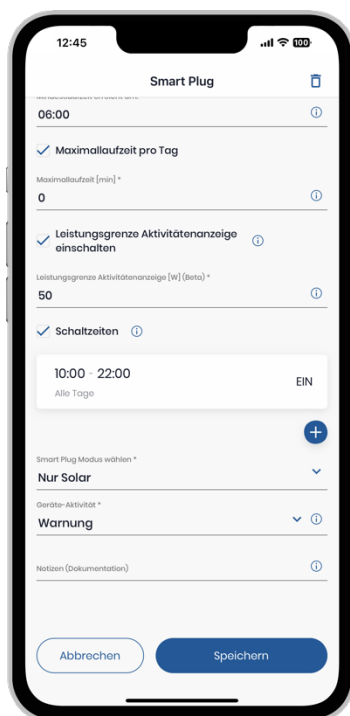 12:45
100
Smart Plug
06:00
Maximallaufzeit pro Tag
Maximallaufzeit [min] *
0
Leistungsgrenze Aktivitätenanzeige
einschalten
Leistungsgrenze Aktivitätenanzeige [W] (Beta) *
50
Schaltzeiten
10:00 - 22:00
EIN
Alle Tage
Smart Plug Modus wählen *
Nur Solar
Geräte-Aktivität *
Warnung
Notizen (Dokumentation)
Abbrechen
Speichern